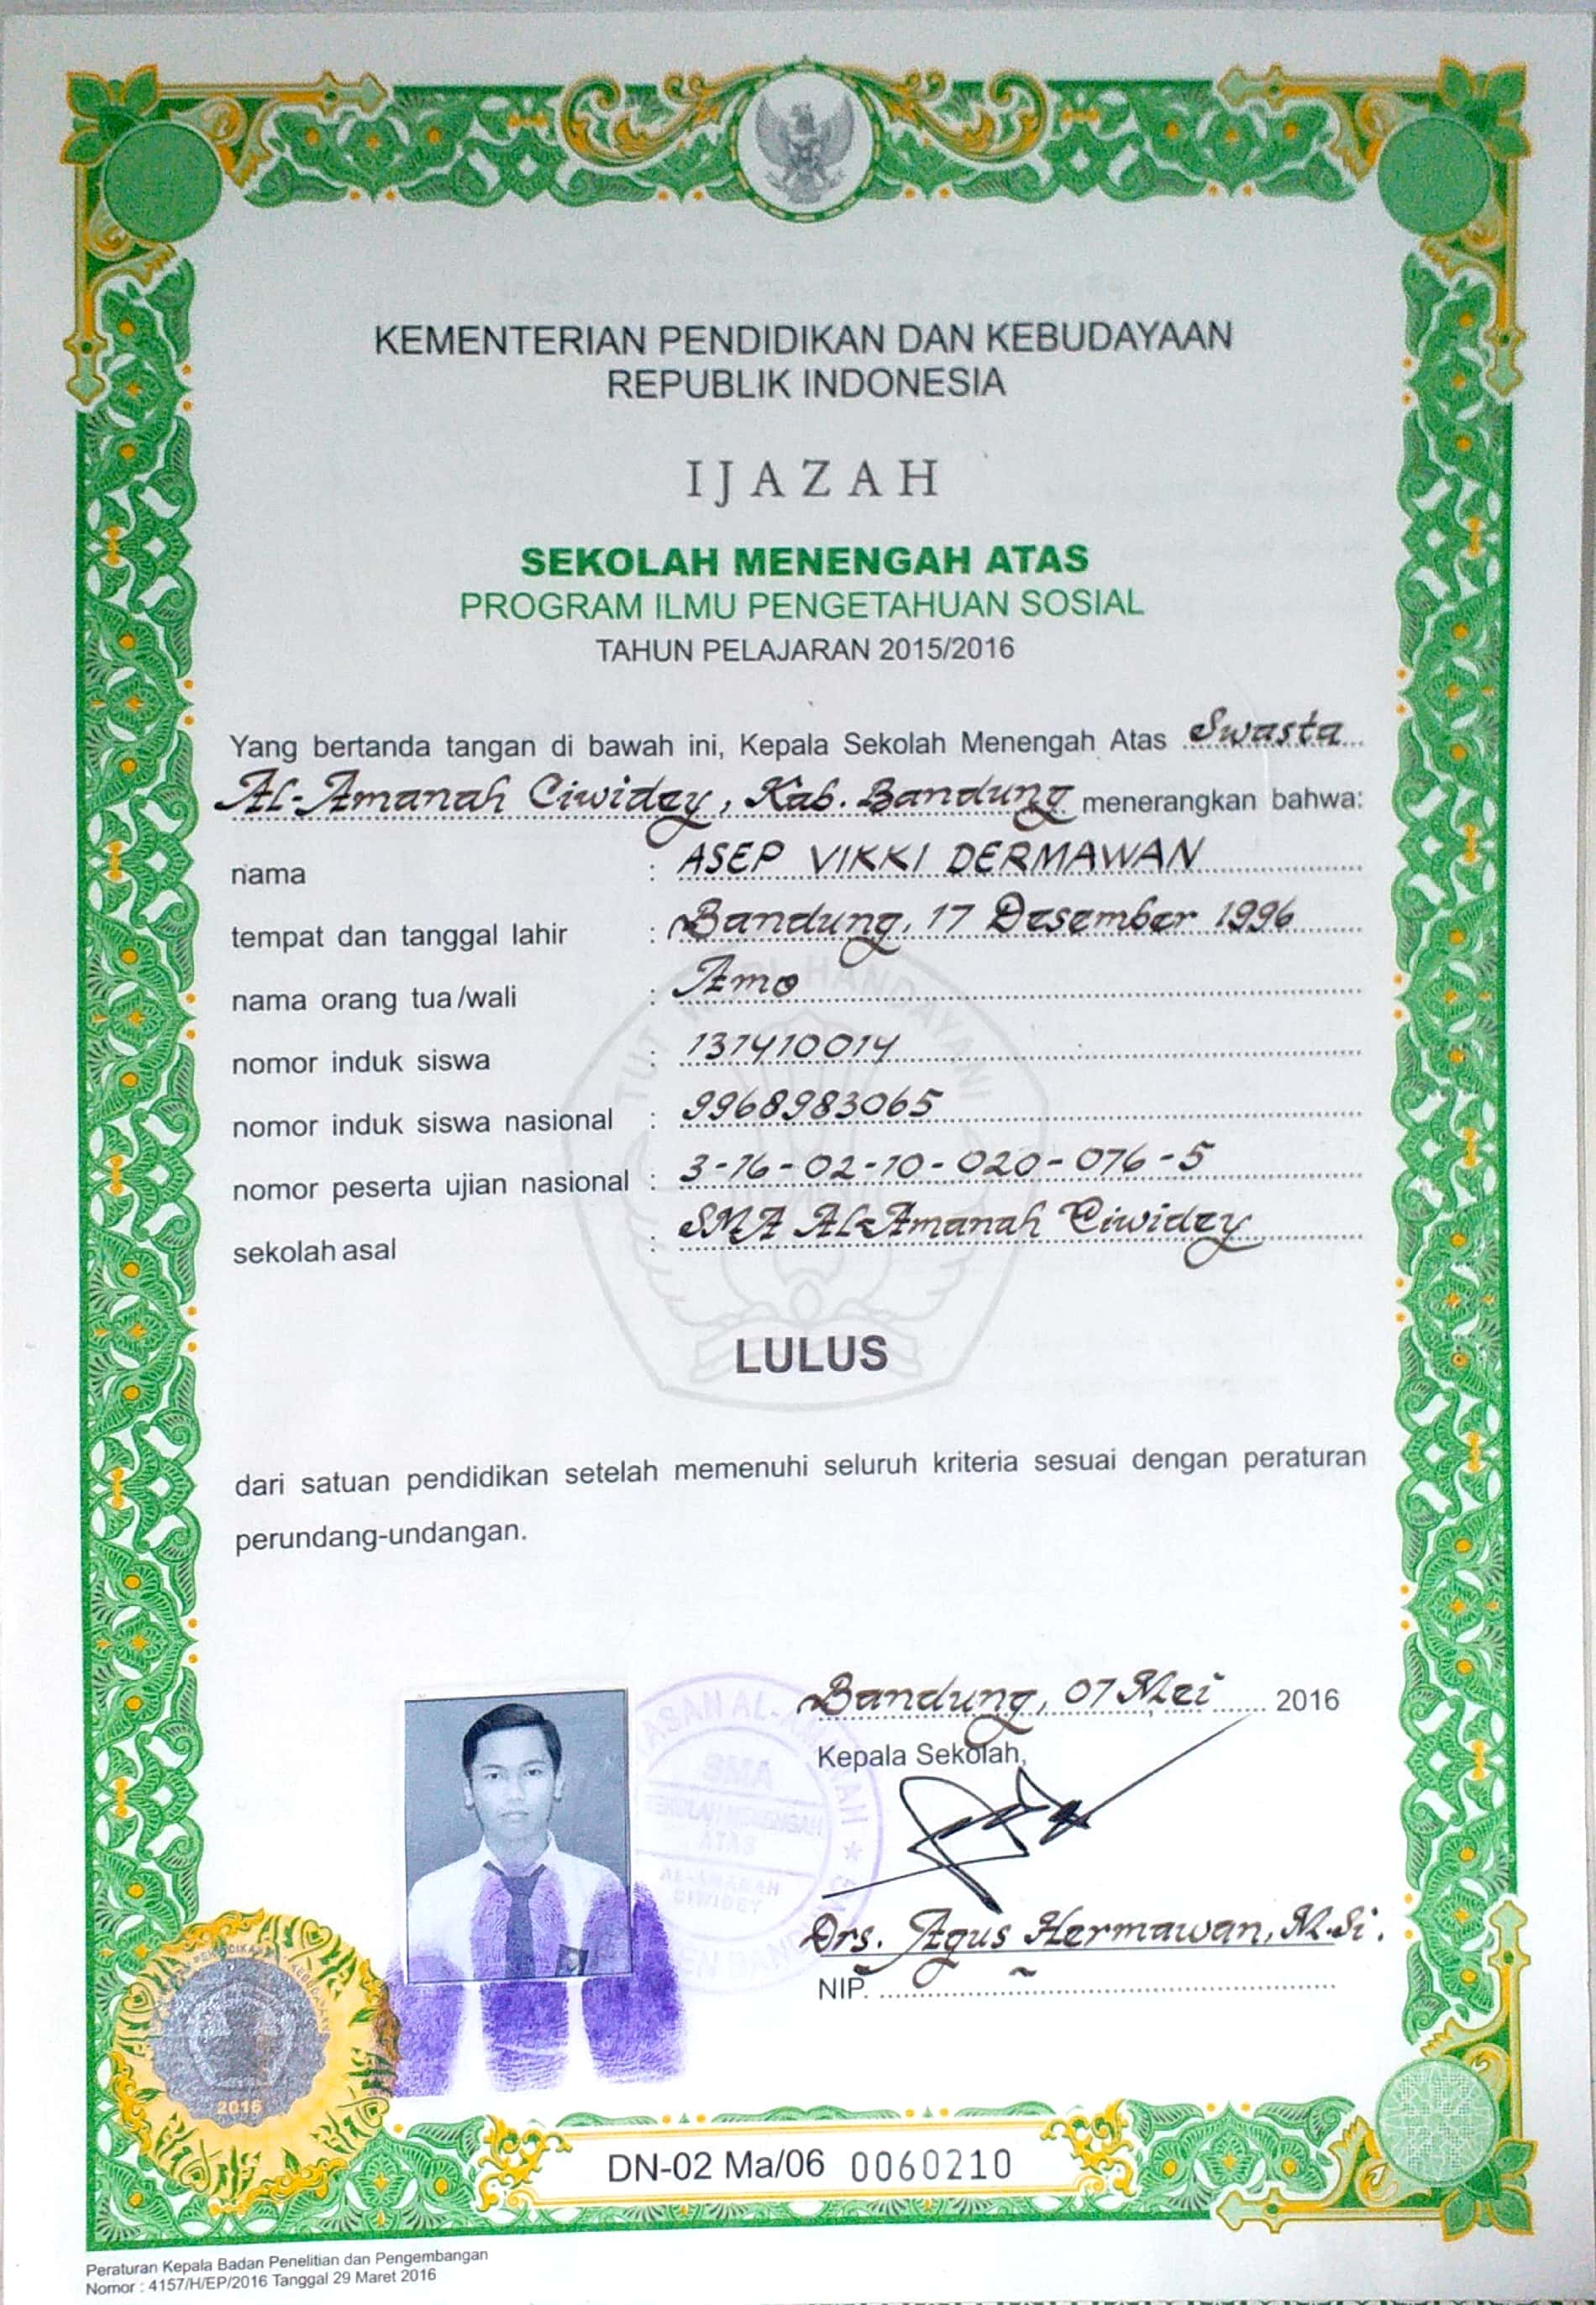 KEMENTERIAN PENDIDIKAN DAN KEBUDAYAAN
REPUBLIK INDONESIA
IJAZAH
SEKOLAH MENENGAH ATAS
PROGRAM ILMU PENGETAHUAN SOSIAL
TAHUN PELAJARAN 2015/2016
Yang bertanda tangan di bawah ini, Kepala Sekolah Menengah Atas Swasta
Al-Amanah Ciwidey, Kab. Bandung menerangkan bahwa:
nama : ASEP VIKKI DERMAWAN
tempat dan tanggal lahir : Bandung, 17 Desember 1996
nama orang tua/wali : Amo
nomor induk siswa : 131410014
nomor induk siswa nasional : 9968983065
nomor peserta ujian nasional : 3-16-02-10-020-076-5
sekolah asal : SMA Al-Amanah Ciwidey
TUT WURI HANDAYANI
LULUS
dari satuan pendidikan setelah memenuhi seluruh kriteria sesuai dengan peraturan
perundang-undangan.
Bandung, 07 Mei 2016
Kepala Sekolah,
SMA
SEKOLAH MENENGAH
ATAS
AL-AMANAH
CIWIDEY
Drs. Agus Hermawan, M.Si.
NIP. -
2016
DN-02 Ma/06 0060210
Peraturan Kepala Badan Penelitian dan Pengembangan
Nomor : 4157/H/EP/2016 Tanggal 29 Maret 2016